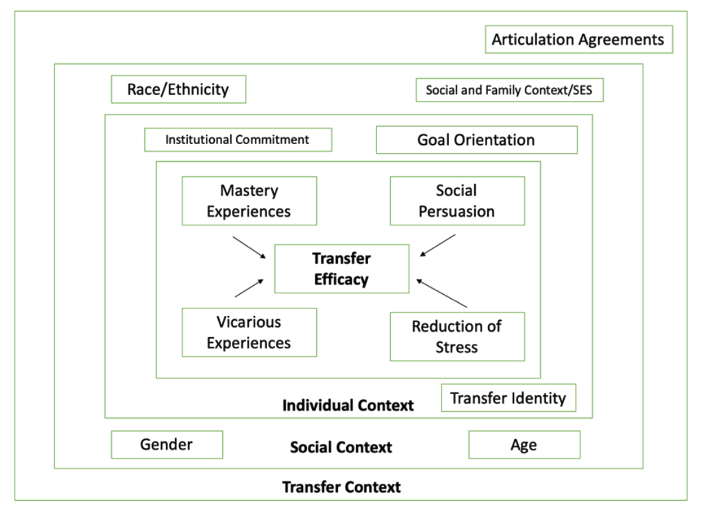 Articulation Agreements
Race/Ethnicity
Social and Family Context/SES
Institutional Commitment
Goal Orientation
Mastery
Experiences
Social
Persuasion
Transfer
Efficacy
Vicarious
Experiences
Reduction of
Stress
Transfer Identity
Individual Context
Gender
Social Context
Age
Transfer Context